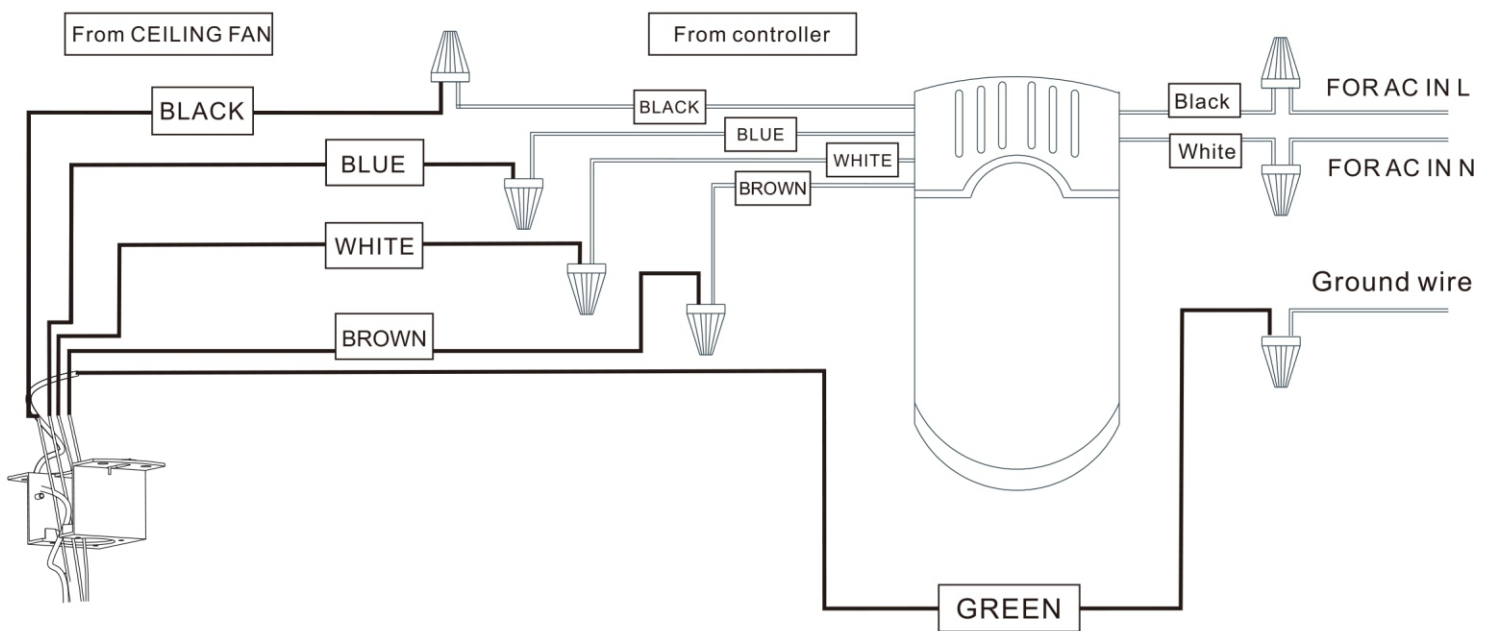 From CEILING FAN
From controller
BLACK
BLACK
Black
FOR AC IN L
BLUE
BLUE
WHITE
White
FOR AC IN N
BROWN
WHITE
BROWN
Ground wire
GREEN